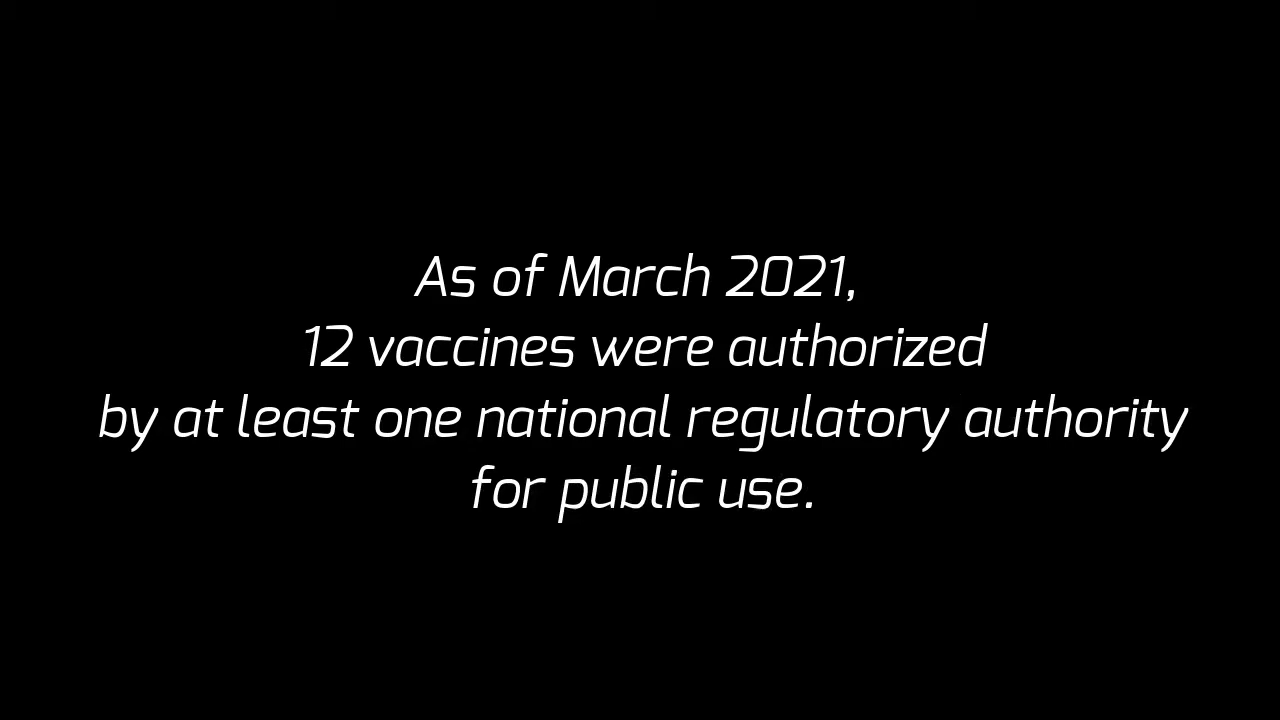 As of March 2021,
12 vaccines were authorized
by at least one national regulatory authority
for public use.